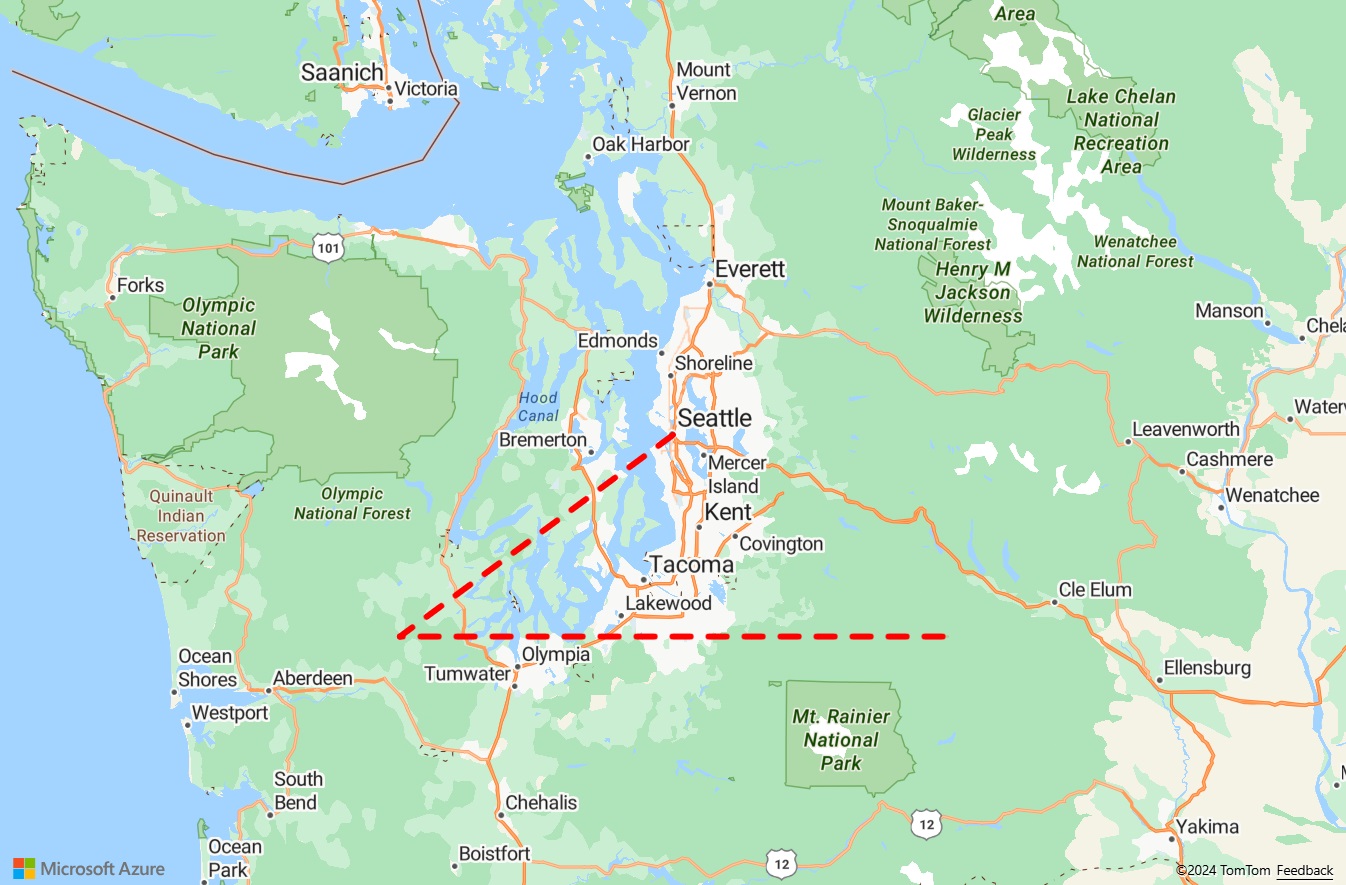 Area
Saanich
Victoria
Mount
Vernon
Lake Chelan
National
Recreation
Area
Glacier
Peak
Wilderness
Oak Harbor
Mount Baker-
Snoqualmie
National Forest
Wenatchee
National Forest
101
Everett
Henry M
Jackson
Wilderness
Forks
Olympic
National
Park
Manson
Chela
Edmonds
Shoreline
Hood
Canal
Seattle
Waterv
Bremerton
Leavenworth
Mercer
Island
Cashmere
Wenatchee
Quinault
Indian
Reservation
Olympic
National Forest
Kent
Covington
Tacoma
Cle Elum
Lakewood
Ocean
Shores
Olympia
Tumwater
Aberdeen
Ellensburg
Westport
Mt. Rainier
National
Park
South
Bend
M
Chehalis
12
Yakima
Ocean
Park
Boistfort
12
Microsoft Azure
©2024 TomTom Feedback